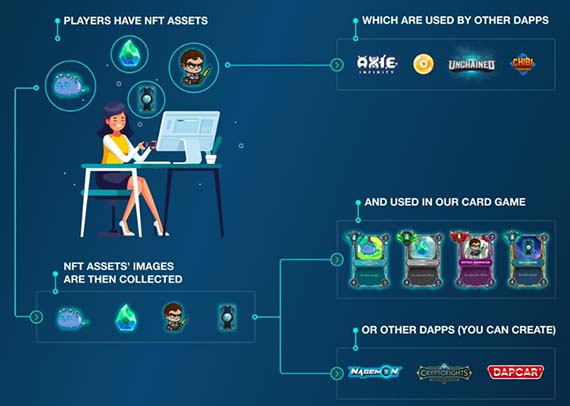 PLAYERS HAVE NFT ASSETS
WHICH ARE USED BY OTHER DAPPS
AXIE
INFINITY
UNCHAINED
CHIBI
AND USED IN OUR CARD GAME
NFT ASSETS' IMAGES
ARE THEN COLLECTED
OR OTHER DAPPS (YOU CAN CREATE)
NAGEMON
CRYPTOFIGHTS
DAPCAR